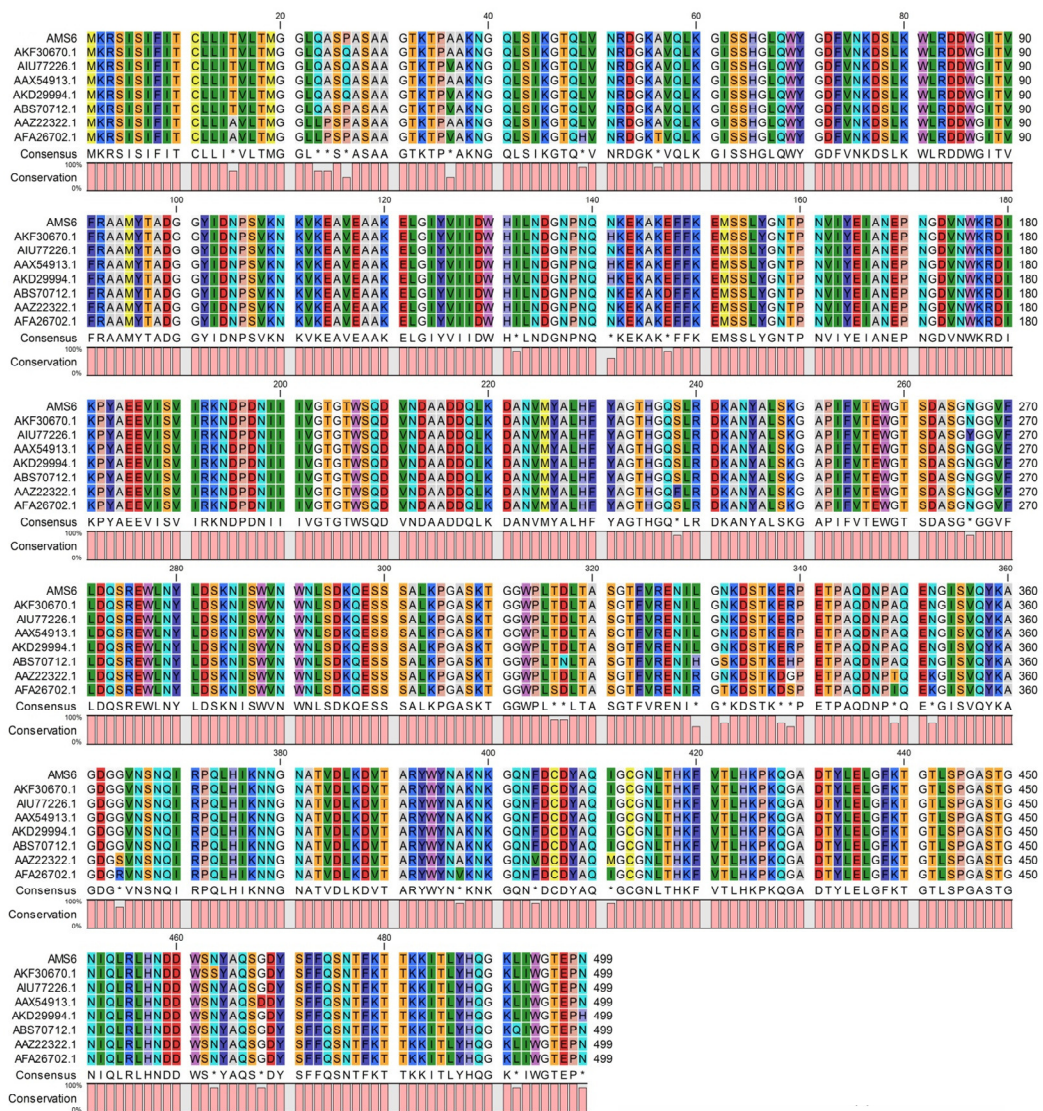 20 40 60 80
AMS6 MKRSISIFIT CLLITVLTMG GLQASPASAA GTKTPAAKNG QLSIKGTQLV NRDGKAVQLK GISSHGLQWY GDFVNKDSLK WLRDDWGITV 90
AKF30670.1 MKRSISIFIT CLLITVLTMG GLQASPASAA GTKTPAAKNG QLSIKGTQLV NRDGKAVQLK GISSHGLQWY GDFVNKDSLK WLRDDWGITV 90
AIU77226.1 MKRSISIFIT CLLITVLTMG GLQASQASAA GTKTPVAKNG QLSIKGTQLV NRDGKAVQLK GISSHGLQWY GDFVNKDSLK WLRDDWGITV 90
AAX54913.1 MKRSISIFIT CLLITVLTMG GLQASPASAA GTKTPAAKNG QLSIKGTQLV NRDGKAVQLK GISSHGLQWY GDFVNKDSLK WLRDDWGITV 90
AKD29994.1 MKRSISIFIT CLLITVLTMG GLQASQASAA GTKTPVAKNG QLSIKGTQLV NRDGKAVQLK GISSHGLQWY GDFVNKDSLK WLRDDWGITV 90
ABS70712.1 MKRSISIFIT CLLITVLTMG GLQASPASAA GTKTPAAKNG QLSIKGTQLV NRDGKAVQLK GISSHGLQWY GDFVNKDSLK WLRDDWGITV 90
AAZ22322.1 MKRSISIFIT CLLIAVLTMG GLLPSPASAA GTKTPAAKNG QLSIKGTQLV NRDGKAVQLK GISSHGLQWY GDFVNKDSLK WLRDDWGITV 90
AFA26702.1 MKRSISIFIT CLLIAVLTMG GLLPSPASAA GTKTPVAKNG QLSIKGTQHV NRDGKTVQLK GISSHGLQWY GDFVNKDSLK WLRDDWGITV 90
Consensus MKRSISIFIT CLLI*VLTMG GL**S*ASAA GTKTP*AKNG QLSIKGTQ*V NRDGK*VQLK GISSHGLQWY GDFVNKDSLK WLRDDWGITV
100%
Conservation
0%
100 120 140 160 180
AMS6 FRAAMYTADG GYIDNPSVKN KVKEAVEAAK ELGIYVIIDW HILNDGNPNQ NKEKAKEFFK EMSSLYGNTP NVIYEIANEP NGDVNWKRDI 180
AKF30670.1 FRAAMYTADG GYIDNPSVKN KVKEAVEAAK ELGIYVIIDW HILNDGNPNQ HKEKAKEFFK EMSSLYGNTP NVIYEIANEP NGDVNWKRDI 180
AIU77226.1 FRAAMYTADG GYIDNPSVKN KVKEAVEAAK ELGIYVIIDW HILNDGNPNQ NKEKAKEFFK EMSSLYGNTP NVIYEIANEP NGDVNWKRDI 180
AAX54913.1 FRAAMYTADG GYIDNPSVKN KVKEAVEAAK ELGIYVIIDW HILNDGNPNQ HKEKAKEFFK EMSSLYGNTP NVIYEIANEP NGDVNWKRDI 180
AKD29994.1 FRAAMYTADG GYIDNPSVKN KVKEAVEAAK ELGIYVIIDW HILNDGNPNQ HKEKAKEFFK EMSSLYGNTP NVIYEIANEP NGDVNWKRDI 180
ABS70712.1 FRAAMYTADG GYIDNPSVKN KVKEAVEAAK ELGIYVIIDW HILNDGNPNQ NKEKAKDFFK EMSSLYGNTP NVIYEIANEP NGDVNWKRDI 180
AAZ22322.1 FRAAMYTADG GYIDNPSVKN KVKEAVEAAK ELGIYVIIDW HILNDGNPNQ NKEKAKEFFK EMSSLYGNTP NVIYEIANEP NGDVNWKRDI 180
AFA26702.1 FRAAMYTADG GYIDNPSVKN KVKEAVEAAK ELGIYVIIDW HILNDGNPNQ NKEKAKEFFK EMSSLYGNTP NVIYEIANEP NGDVNWKRDI 180
Consensus FRAAMYTADG GYIDNPSVKN KVKEAVEAAK ELGIYVIIDW H*LNDGNPNQ *KEKAK*FFK EMSSLYGNTP NVIYEIANEP NGDVNWKRDI
100%
Conservation
0%
200 220 240 260
AMS6 KPYAEEVISV IRKNDPDNII IVGTGTWSQD VNDAADDQLK DANVMYALHF YAGTHGQSLR DKANYALSKG APIFVTEWGT SDASGNGGVF 270
AKF30670.1 KPYAEEVISV IRKNDPDNII IVGTGTWSQD VNDAADDQLK DANVMYALHF YAGTHGQSLR DKANYALSKG APIFVTEWGT SDASGNGGVF 270
AIU77226.1 KPYAEEVISV IRKNDPDNII IVGTGTWSQD VNDAADDQLK DANVMYALHF YAGTHGQSLR DKANYALSKG APIFVTEWGT SDASGYGGVF 270
AAX54913.1 KPYAEEVISV IRKNDPDNII IVGTGTWSQD VNDAADDQLK DANVMYALHF YAGTHGQSLR DKANYALSKG APIFVTEWGT SDASGNGGVF 270
AKD29994.1 KPYAEEVISV IRKNDPDNII IVGTGTWSQD VNDAADDQLK DANVMYALHF YAGTHGQSLR DKANYALSKG APIFVTEWGT SDASGNGGVF 270
ABS70712.1 KPYAEEVISV IRKNDPDNII IVGTGTWSQD VNDAADDQLK DANVMYALHF YAGTHGQSLR DKANYALSKG APIFVTEWGT SDASGNGGVF 270
AAZ22322.1 KPYAEEVISV IRKNDPDNII IVGTGTWSQD VNDAADDQLK DANVMYALHF YAGTHGQFLR DKANYALSKG APIFVTEWGT SDASGNGGVF 270
AFA26702.1 KPYAEEVISV IRKNDPDNII IVGTGTWSQD VNDAADDQLK DANVMYALHF YAGTHGQSLR DKANYALSKG APIFVTEWGT SDASGNGGVF 270
Consensus KPYAEEVISV IRKNDPDNII IVGTGTWSQD VNDAADDQLK DANVMYALHF YAGTHGQ*LR DKANYALSKG APIFVTEWGT SDASG*GGVF
100%
Conservation
0%
280 300 320 340 360
AMS6 LDQSREWLNY LDSKNISWVN WNLSDKQESS SALKPGASKT GGWPLTDLTA SGTFVRENIL GNKDSTKERP ETPAQDNPAQ ENGISVQYKA 360
AKF30670.1 LDQSREWLNY LDSKNISWVN WNLSDKQESS SALKPGASKT GGWPLTDLTA SGTFVRENIL GNKDSTKERP ETPAQDNPAQ ENGISVQYKA 360
AIU77226.1 LDQSREWLNY LDSKNISWVN WNLSDKQESS SALKPGASKT GGWPLTDLTA SGTFVRENIL GNKDSTKERP ETPAQDNPAQ ENGISVQYKA 360
AAX54913.1 LDQSREWLNY LDSKNISWVN WNLSDKQESS SALKPGASKT GGWPLTDLTA SGTFVRENIL GNKDSTKERP ETPAQDNPAQ ENGISVQYKA 360
AKD29994.1 LDQSREWLNY LDSKNISWVN WNLSDKQESS SALKPGASKT GGWPLTDLTA SGTFVRENIL GNKDSTKERP ETPAQDNPAQ ENGISVQYKA 360
ABS70712.1 LDQSREWLNY LDSKNISWVN WNLSDKQESS SALKPGASKT GGWPLTNLTA SGTFVRENIH GSKDSTKEHP ETPAQDNPAQ ENGISVQYKA 360
AAZ22322.1 LDQSREWLNY LDSKNISWVN WNLSDKQESS SALKPGASKT GGWPLTDLTA SGTFVRENIR GNKDSTKDGP ETPAQDNPTQ EKGISVQYKA 360
AFA26702.1 LDQSREWLNY LDSKNISWVN WNLSDKQESS SALKPGASKT GGWPLSDLTA SGTFVRENIR GTKDSTKDSP ETPAQDNPIQ EKGISVQYKA 360
Consensus LDQSREWLNY LDSKNISWVN WNLSDKQESS SALKPGASKT GGWPL**LTA SGTFVRENI* G*KDSTK**P ETPAQDNP*Q E*GISVQYKA
100%
Conservation
0%
380 400 420 440
AMS6 GDGGVNSNQI RPQLHIKNNG NATVDLKDVT ARYWYNAKNK GQNFDCDYAQ IGCGNLTHKF VTLHKPKQGA DTYLELGFKT GTLSPGASTG 450
AKF30670.1 GDGGVNSNQI RPQLHIKNNG NATVDLKDVT ARYWYNAKNK GQNFDCDYAQ IGCGNLTHKF VTLHKPKQGA DTYLELGFKT GTLSPGASTG 450
AIU77226.1 GDGGVNSNQI RPQLHIKNNG NATVDLKDVT ARYWYNAKNK GQNFDCDYAQ IGCGNLTHKF VTLHKPKQGA DTYLELGFKT GTLSPGASTG 450
AAX54913.1 GDGGVNSNQI RPQLHIKNNG NATVDLKDVT ARYWYNAKNK GQNFDCDYAQ IGCGNLTHKF VTLHKPKQGA DTYLELGFKT GTLSPGASTG 450
AKD29994.1 GDGGVNSNQI RPQLHIKNNG NATVDLKDVT ARYWYNAKNK GQNFDCDYAQ IGCGNLTHKF VTLHKPKQGA DTYLELGFKT GTLSPGASTG 450
ABS70712.1 GDGGVNSNQI RPQLHIKNNG NATVDLKDVT ARYWYNAKNK GQNFDCDYAQ IGCGNLTHKF VTLHKPKQGA DTYLELGFKT GTLSPGASTG 450
AAZ22322.1 GDGSVNSNQI RPQLHIKNNG NATVDLKDVT ARYWYNAKNK GQNVDCDYAQ MGCGNLTHKF VTLHKPKQGA DTYLELGFKT GTLSPGASTG 450
AFA26702.1 GDGRVNSNQI RPQLHIKNNG NATVDLKDVT ARYWYNVKNK GQNFDCDYAQ IGCGNLTHKF VTLHKPKQGA DTYLELGFKT GTLSPGASTG 450
Consensus GDG*VNSNQI RPQLHIKNNG NATVDLKDVT ARYWYN*KNK GQN*DCDYAQ *GCGNLTHKF VTLHKPKQGA DTYLELGFKT GTLSPGASTG
100%
Conservation
0%
460 480
AMS6 NIQLRLHNDD WSNYAQSGDY SFFQSNTFKT TKKITLYHQG KLIWGTEPN 499
AKF30670.1 NIQLRLHNDD WSSYAQSGDY SFFQSNTFKT TKKITLYHQG KLIWGTEPN 499
AIU77226.1 NIQLRLHNDD WSNYAQSGDY SFFQSNTFKT TKKITLYHQG KLIWGTEPN 499
AAX54913.1 NIQLRLHNDD WSNYAQSDDY SFFQSNTFKT TKKITLYHQG KLIWGTEPN 499
AKD29994.1 NIQLRLHNDD WSNYAQSGDY SFFQSNTFKT TKKITLYHQG KLIWGTEPH 499
ABS70712.1 NIQLRLHNDD WSNYAQSGDY SFFQSNTFKT TKKITLYHQG KQIWGTEPN 499
AAZ22322.1 NIQLRLHNDD WSNYAQSGDY SFFQSNTFKT TKKITLYHQG KLIWGTEPN 499
AFA26702.1 NIQLRLHNDD WSNYAQSGDY SFFQSNTFKT TKKITLYHQG KLIWGTEPN 499
Consensus NIQLRLHNDD WS*YAQS*DY SFFQSNTFKT TKKITLYHQG K*IWGTEP*
100%
Conservation
0%